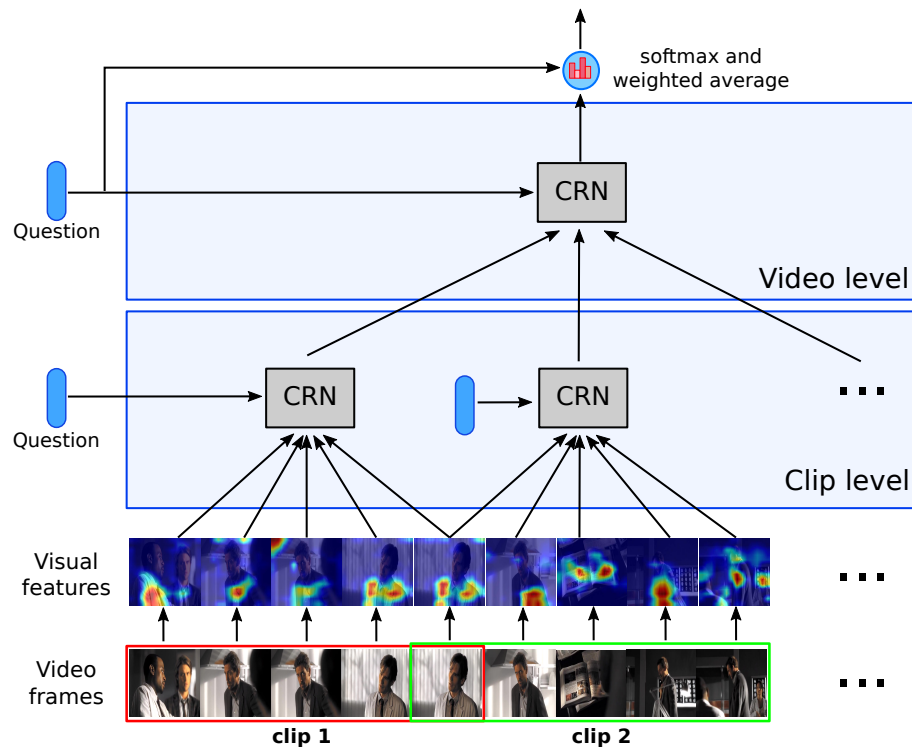 softmax and
weighted average
CRN
Question
Video level
CRN
CRN
...
Question
Clip level
Visual
features
...
Video
frames
...
clip 1
clip 2